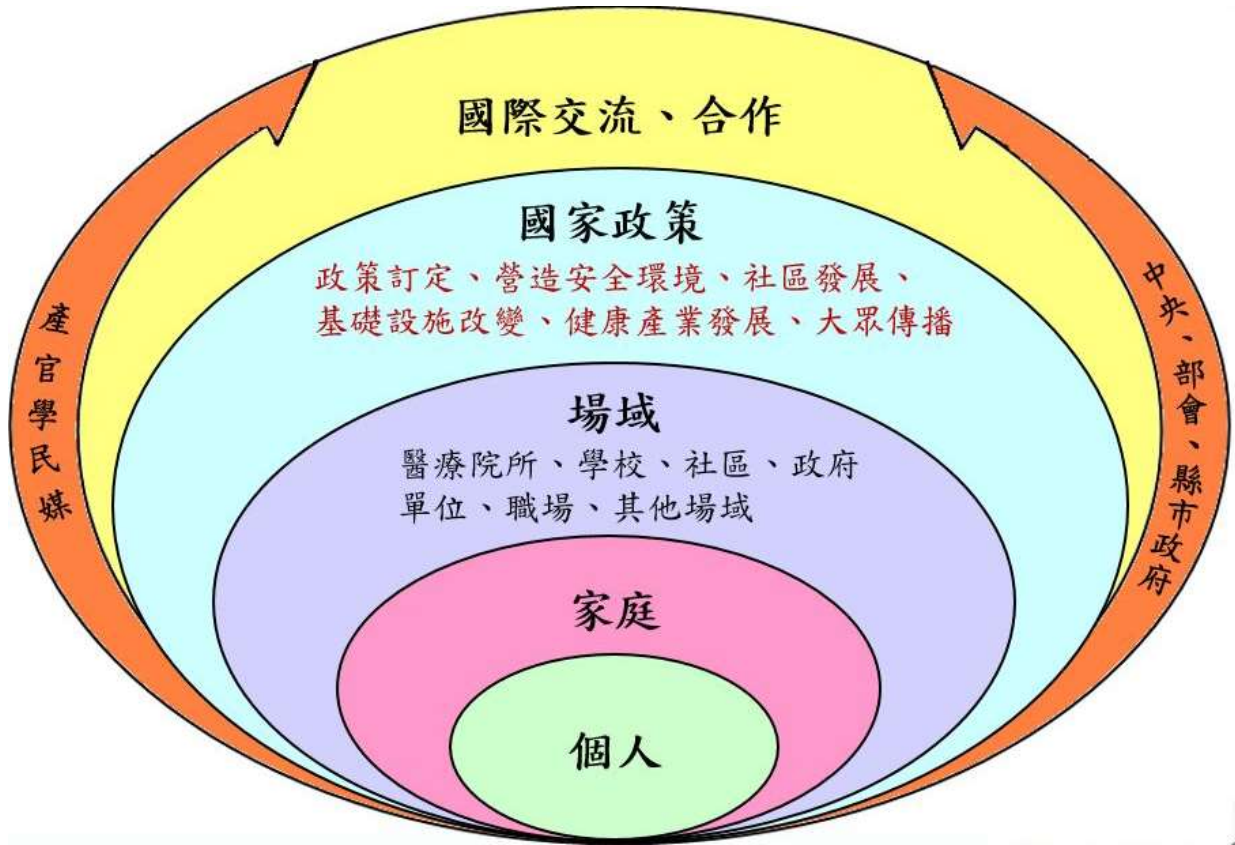 國際交流、合作
國家政策
政策訂定、營造安全環境、社區發展、
基礎設施改變、健康產業發展、大眾傳播
產官學民媒
中央、部會、縣市政府
場域
醫療院所、學校、社區、政府
單位、職場、其他場域
家庭
個人